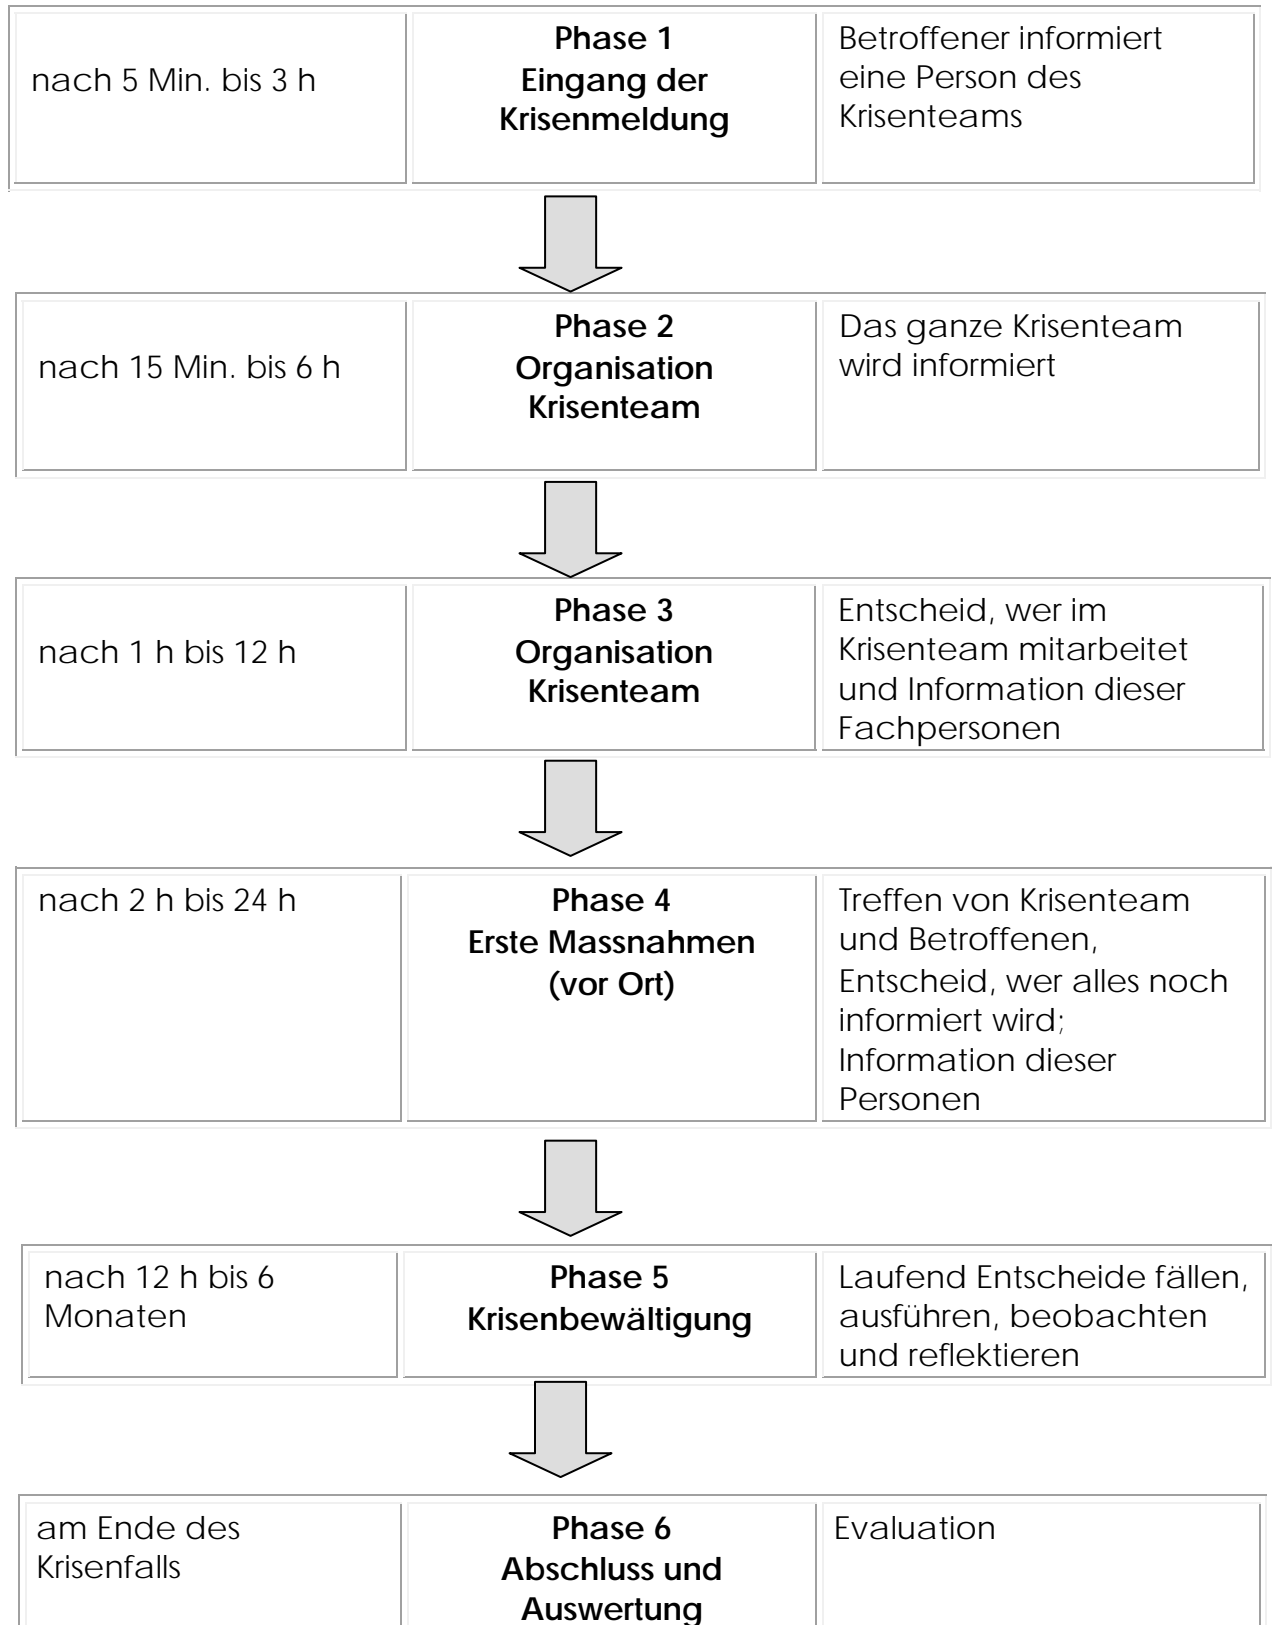 nach 5 Min. bis 3 h
Phase 1
Eingang der
Krisenmeldung
Betroffener informiert
eine Person des
Krisenteams
nach 15 Min. bis 6 h
Phase 2
Organisation
Krisenteam
Das ganze Krisenteam
wird informiert
nach 1 h bis 12 h
Phase 3
Organisation
Krisenteam
Entscheid, wer im
Krisenteam mitarbeitet
und Information dieser
Fachpersonen
nach 2 h bis 24 h
Phase 4
Erste Massnahmen
(vor Ort)
Treffen von Krisenteam
und Betroffenen,
Entscheid, wer alles noch
informiert wird;
Information dieser
Personen
nach 12 h bis 6
Monaten
Phase 5
Krisenbewältigung
Laufend Entscheide fällen,
ausführen, beobachten
und reflektieren
am Ende des
Krisenfalls
Phase 6
Abschluss und
Auswertung
Evaluation